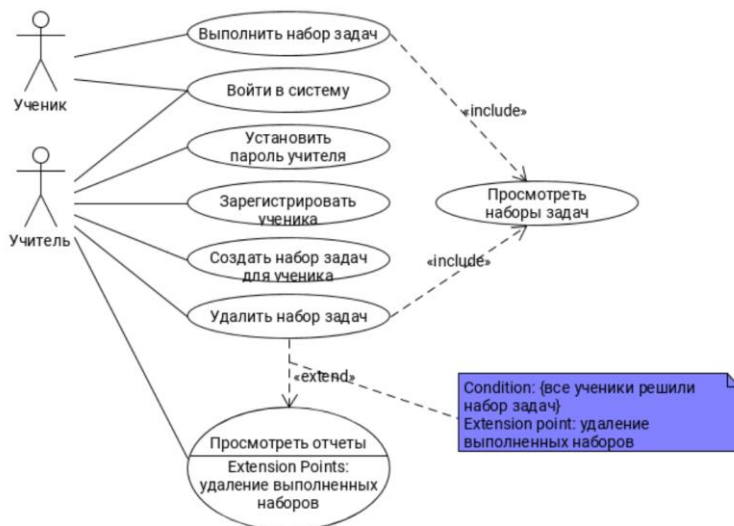 Ученик
Учитель
Выполнить набор задач
Войти в систему
Установить
пароль учителя
Зарегистрировать
ученика
Создать набор задач
для ученика
Удалить набор задач
«include»
Просмотреть
наборы задач
«include»
«extend»
Condition: {все ученики решили
набор задач}
Extension point: удаление
выполненных наборов
Просмотреть отчеты
Extension Points:
удаление выполненных
наборов